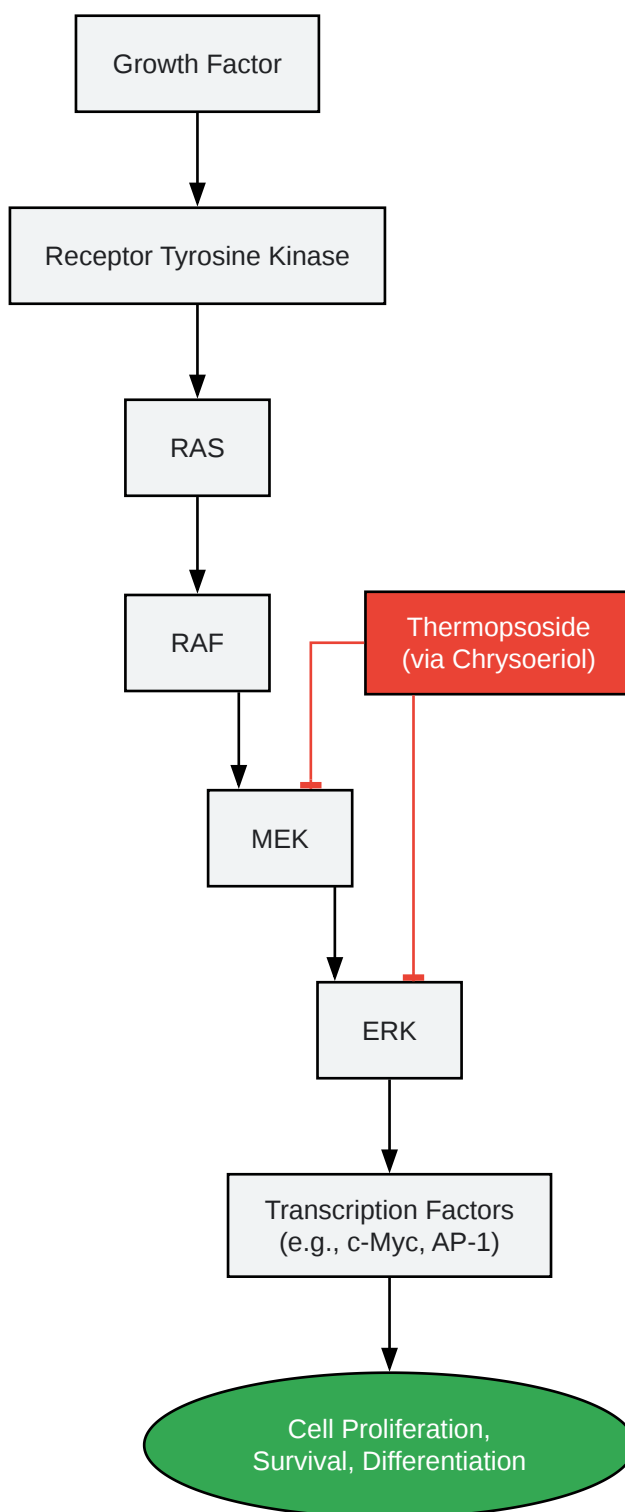 Growth Factor
Receptor Tyrosine Kinase
RAS
RAF
Thermopsoside
(via Chrysoeriol)
MEK
ERK
Transcription Factors
(e.g., c-Myc, AP-1)
Cell Proliferation,
Survival, Differentiation